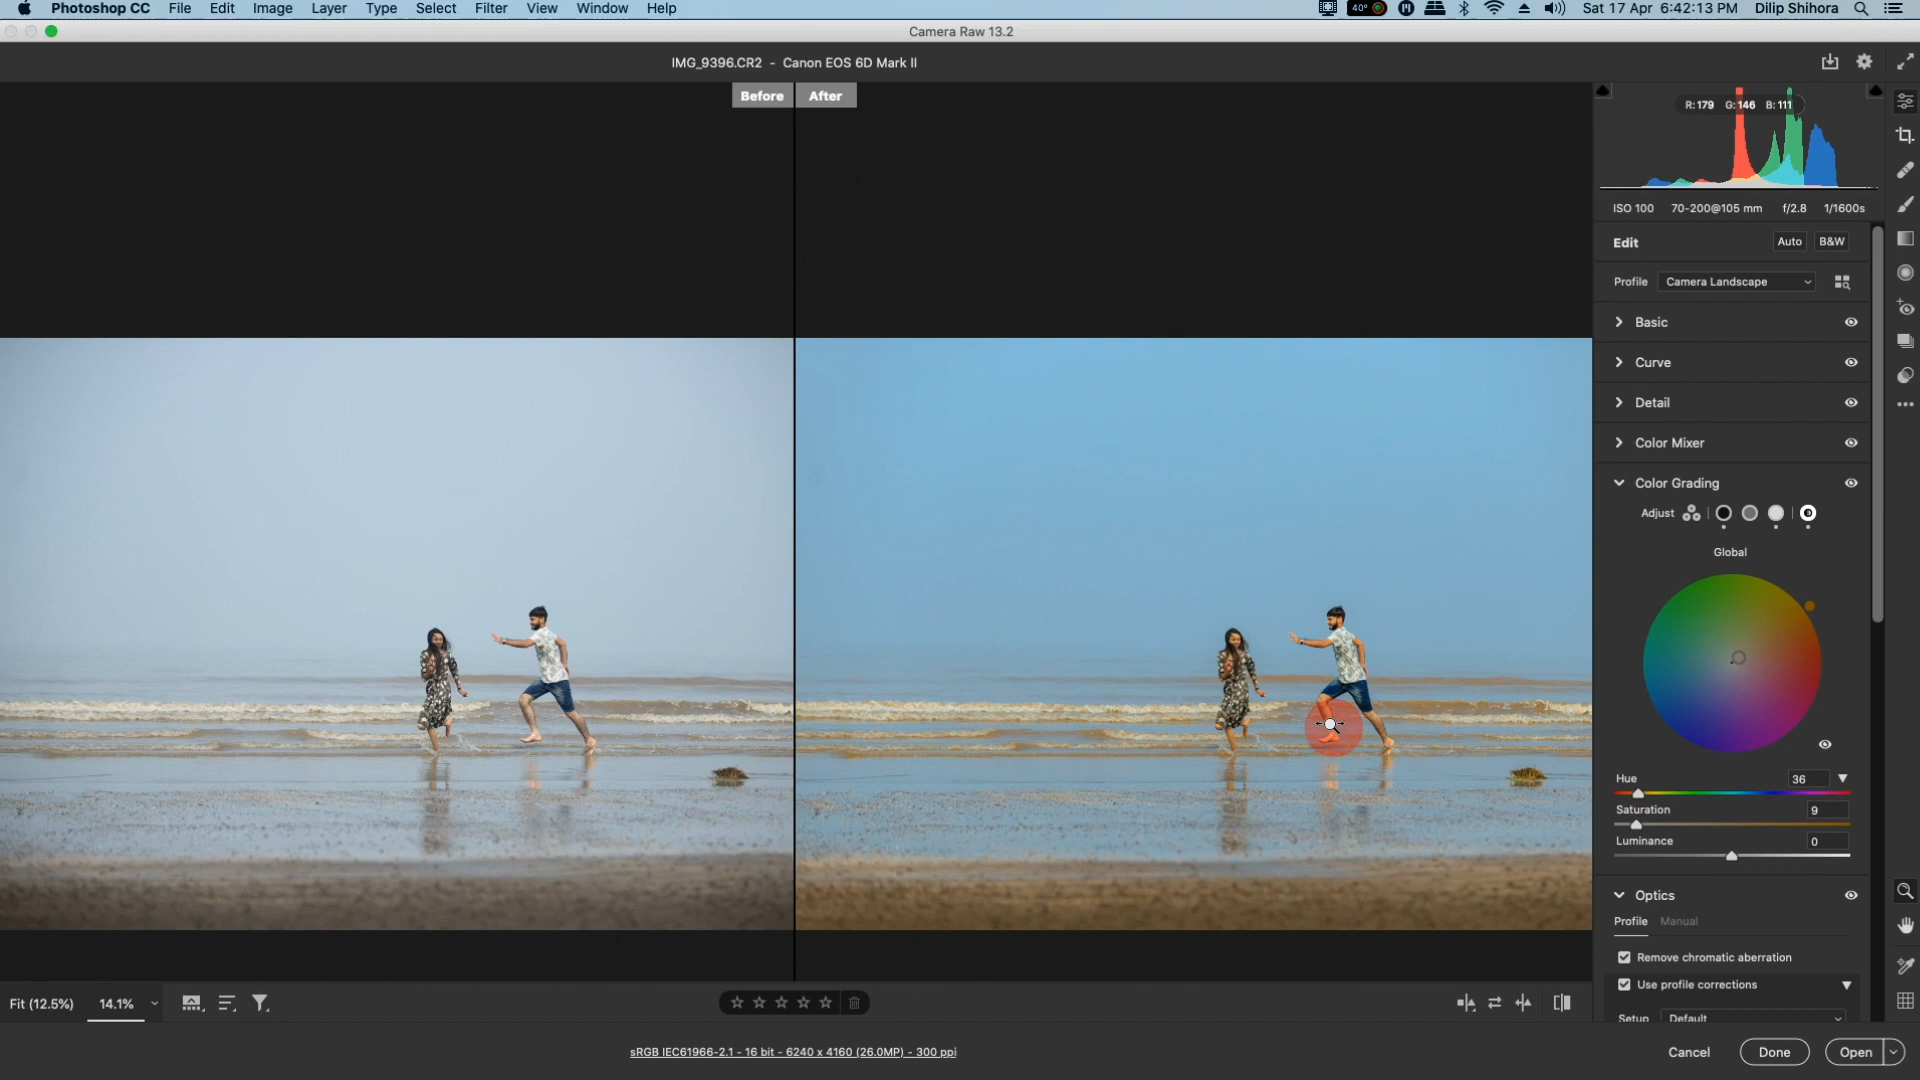 Photoshop CC File Edit Image Layer Type Select Filter View Window Help 40° Sat 17 Apr 6:42:13 PM Dilip Shihora
Camera Raw 13.2
IMG_9396.CR2 - Canon EOS 6D Mark II
Before After
R:179 G:146 B:111
ISO 100 70-200@105 mm f/2.8 1/1600s
Edit Auto B&W
Profile Camera Landscape
Basic
Curve
Detail
Color Mixer
Color Grading
Adjust
Global
Hue 36
Saturation 9
Luminance 0
Optics
Profile Manual
Remove chromatic aberration
Use profile corrections
Setup Default
Fit (12.5%) 14.1%
sRGB IEC61966-2.1 - 16 bit - 6240 x 4160 (26.0MP) - 300 ppi
Cancel Done Open